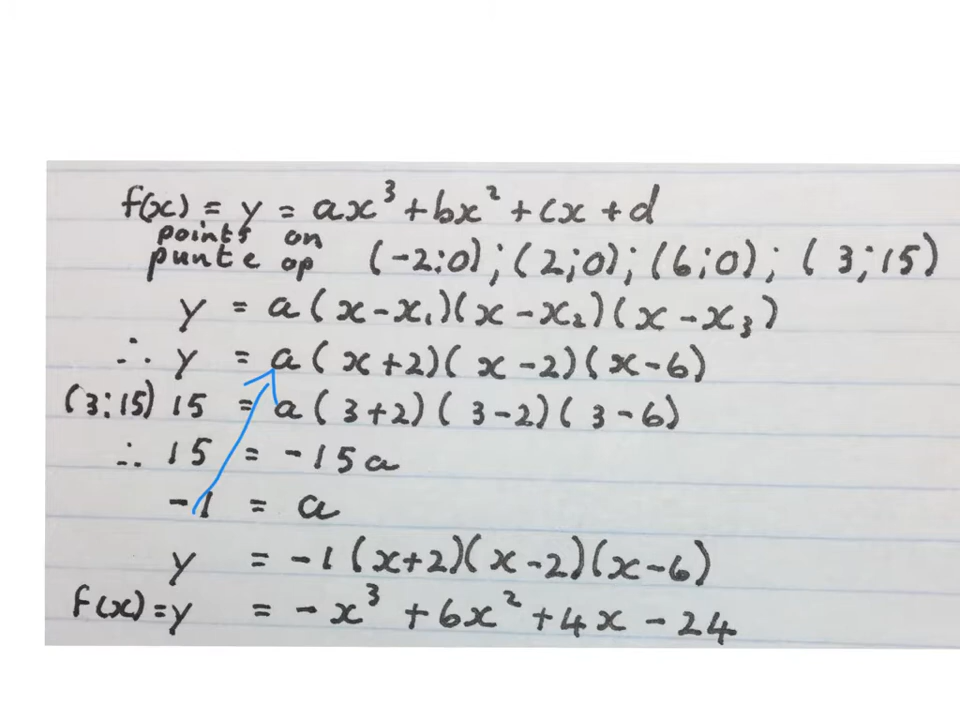 f(x) = y = ax³ + bx² + cx + d
points on
punte op (-2;0); (2;0); (6;0); (3;15)
y = a(x-x₁)(x-x₂)(x-x₃)
∴ y = a(x+2)(x-2)(x-6)
(3;15) 15 = a(3+2)(3-2)(3-6)
∴ 15 = -15a
-1 = a
y = -1(x+2)(x-2)(x-6)
f(x)=y = -x³ + 6x² + 4x - 24